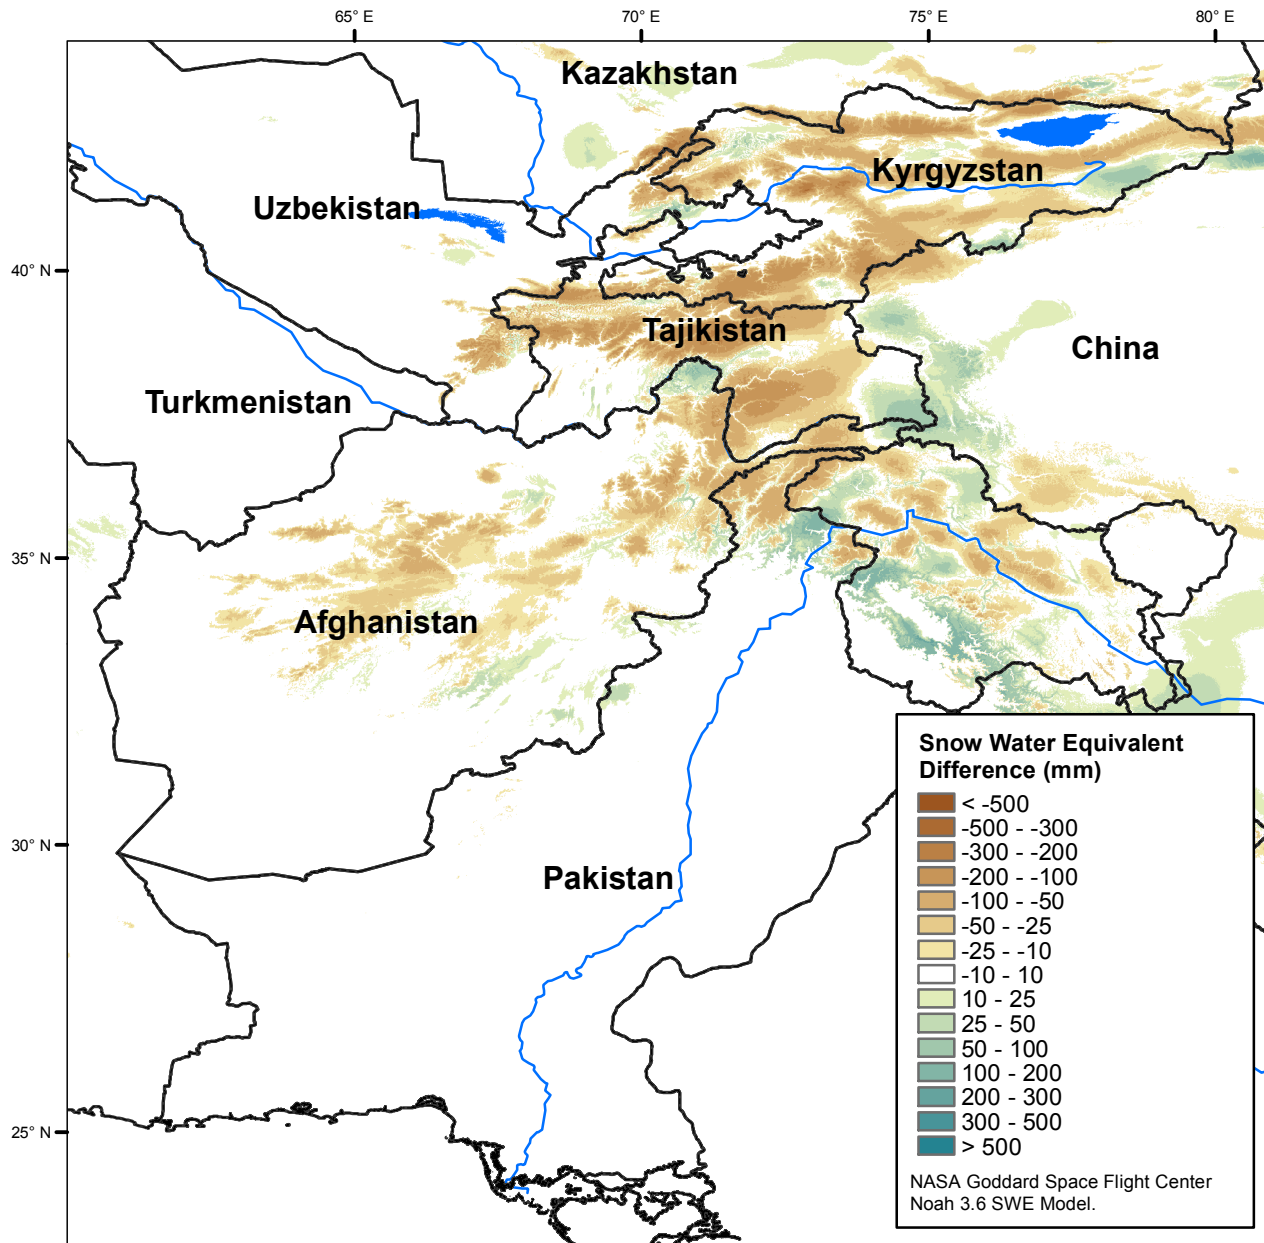 65° E
70° E
75° E
80° E
Kazakhstan
Kyrgyzstan
Uzbekistan
40° N
Tajikistan
China
Turkmenistan
35° N
Afghanistan
Snow Water Equivalent
Difference (mm)
< -500
-500 - -300
-300 - -200
-200 - -100
-100 - -50
-50 - -25
-25 - -10
-10 - 10
10 - 25
25 - 50
50 - 100
100 - 200
200 - 300
300 - 500
> 500
NASA Goddard Space Flight Center
Noah 3.6 SWE Model.
30° N
Pakistan
25° N